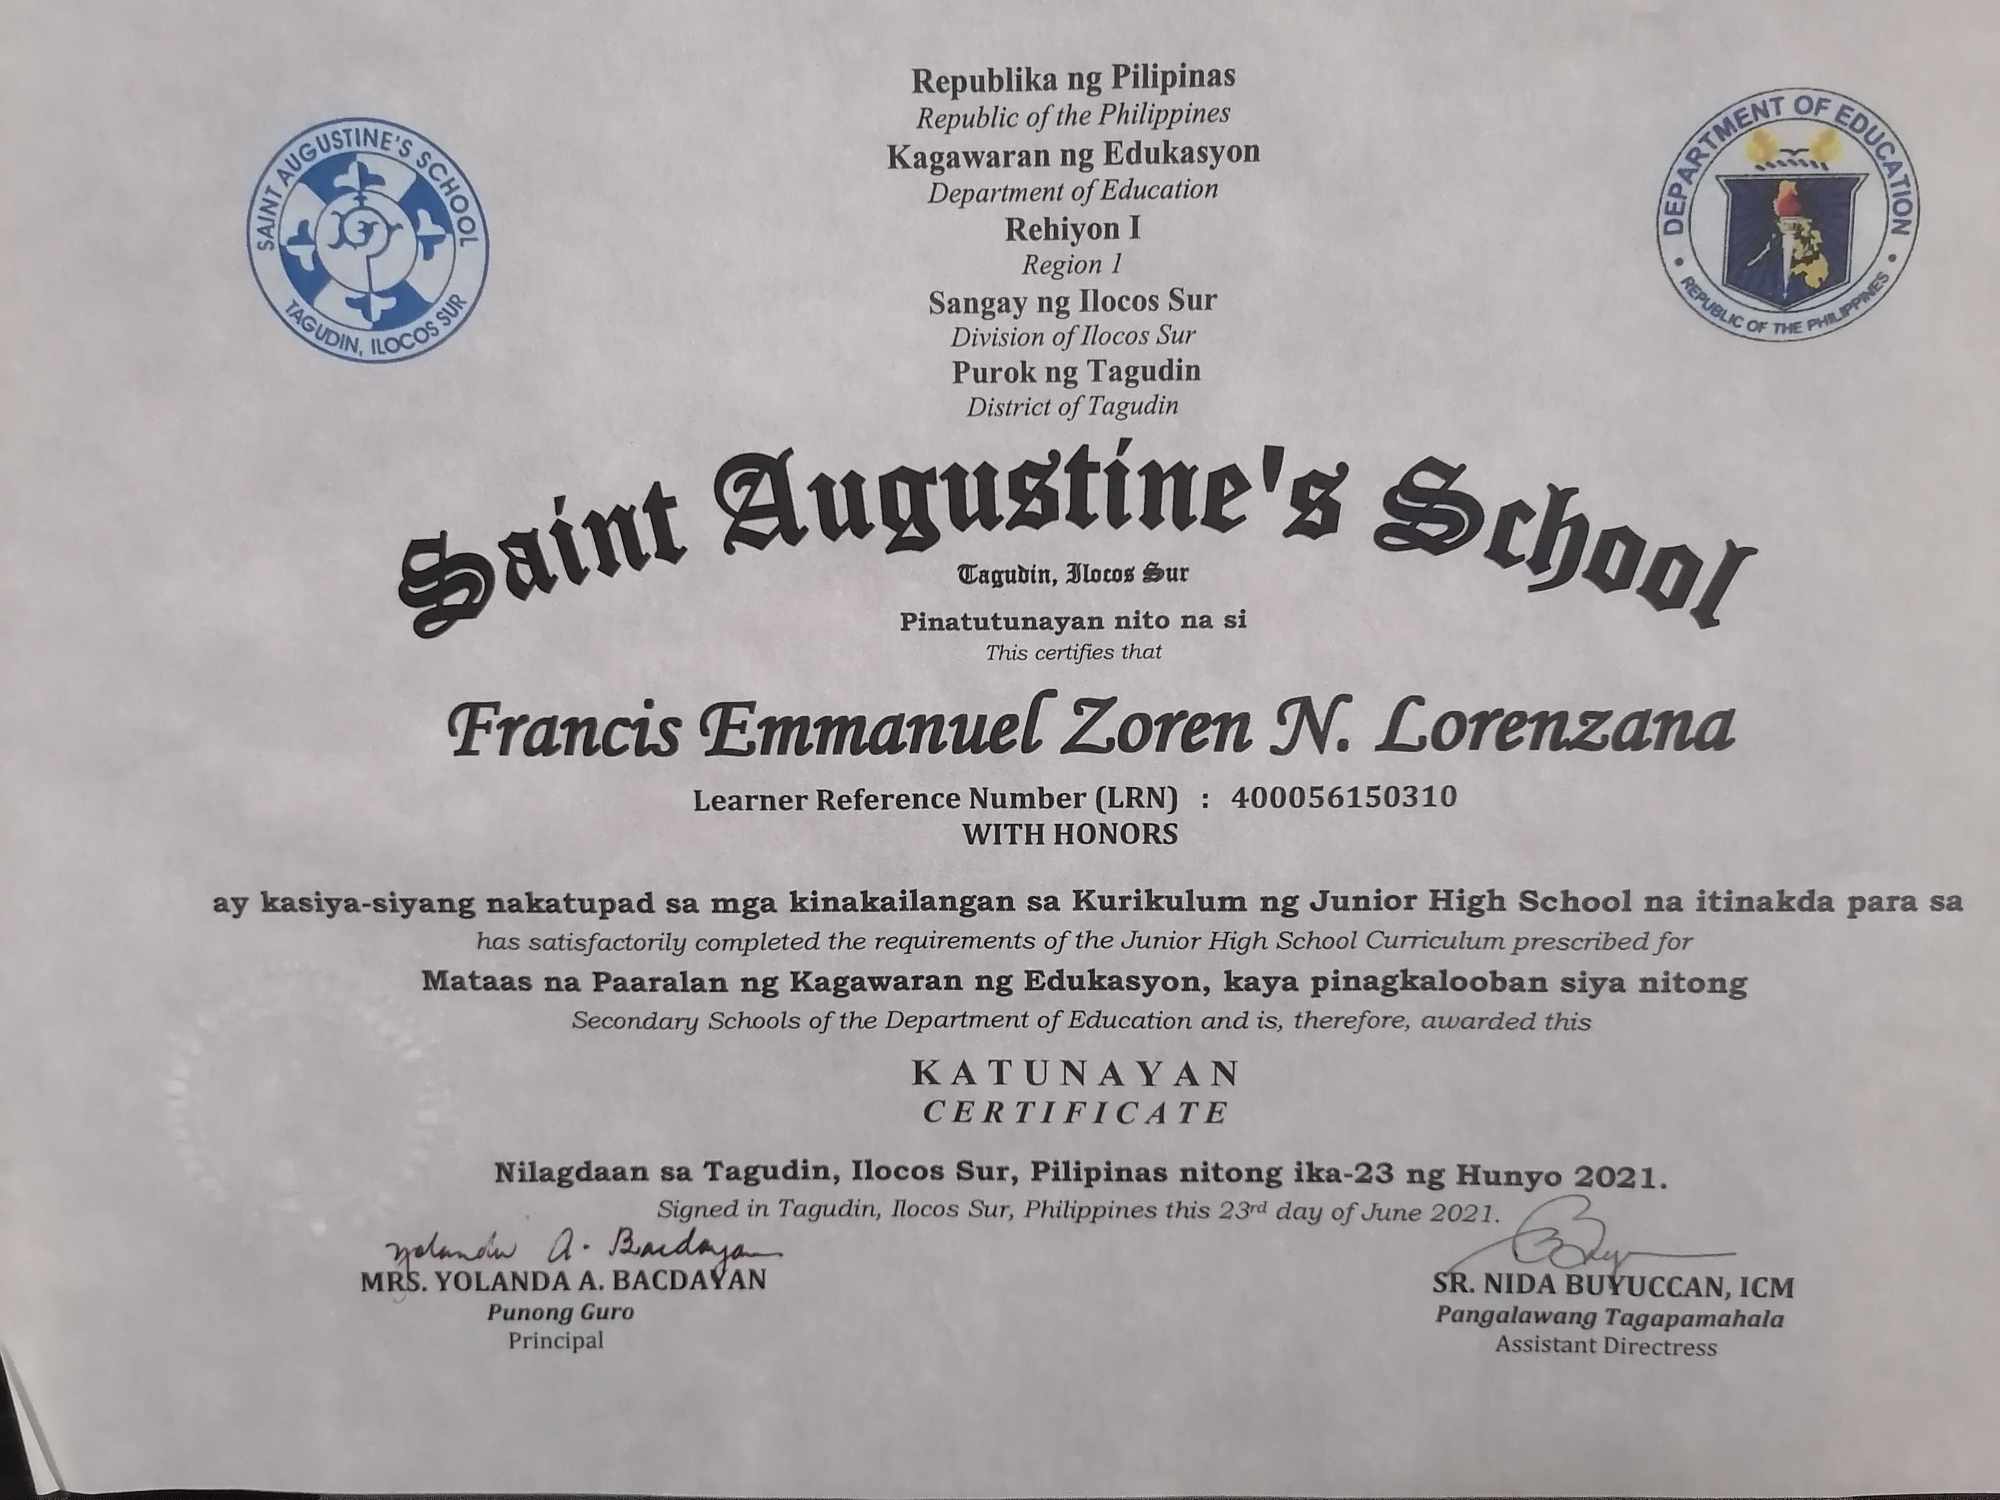 Republika ng Pilipinas
Republic of the Philippines
Kagawaran ng Edukasyon
Department of Education
Rehiyon I
Region 1
Sangay ng Ilocos Sur
Division of Ilocos Sur
Purok ng Tagudin
District of Tagudin
SAINT AUGUSTINE'S SCHOOL
TAGUDIN, ILOCOS SUR
DEPARTMENT OF EDUCATION
REPUBLIC OF THE PHILIPPINES
Saint Augustine's School
Tagudin, Ilocos Sur
Pinatutunayan nito na si
This certifies that
Francis Emmanuel Zoren N. Lorenzana
Learner Reference Number (LRN) : 400056150310
WITH HONORS
ay kasiya-siyang nakatupad sa mga kinakailangan sa Kurikulum ng Junior High School na itinakda para sa
has satisfactorily completed the requirements of the Junior High School Curriculum prescribed for
Mataas na Paaralan ng Kagawaran ng Edukasyon, kaya pinagkalooban siya nitong
Secondary Schools of the Department of Education and is, therefore, awarded this
KATUNAYAN
CERTIFICATE
Nilagdaan sa Tagudin, Ilocos Sur, Pilipinas nitong ika-23 ng Hunyo 2021.
Signed in Tagudin, Ilocos Sur, Philippines this 23rd day of June 2021.
Yolanda A. Bacdayan
MRS. YOLANDA A. BACDAYAN
Punong Guro
Principal
SR. NIDA BUYUCCAN, ICM
Pangalawang Tagapamahala
Assistant Directress